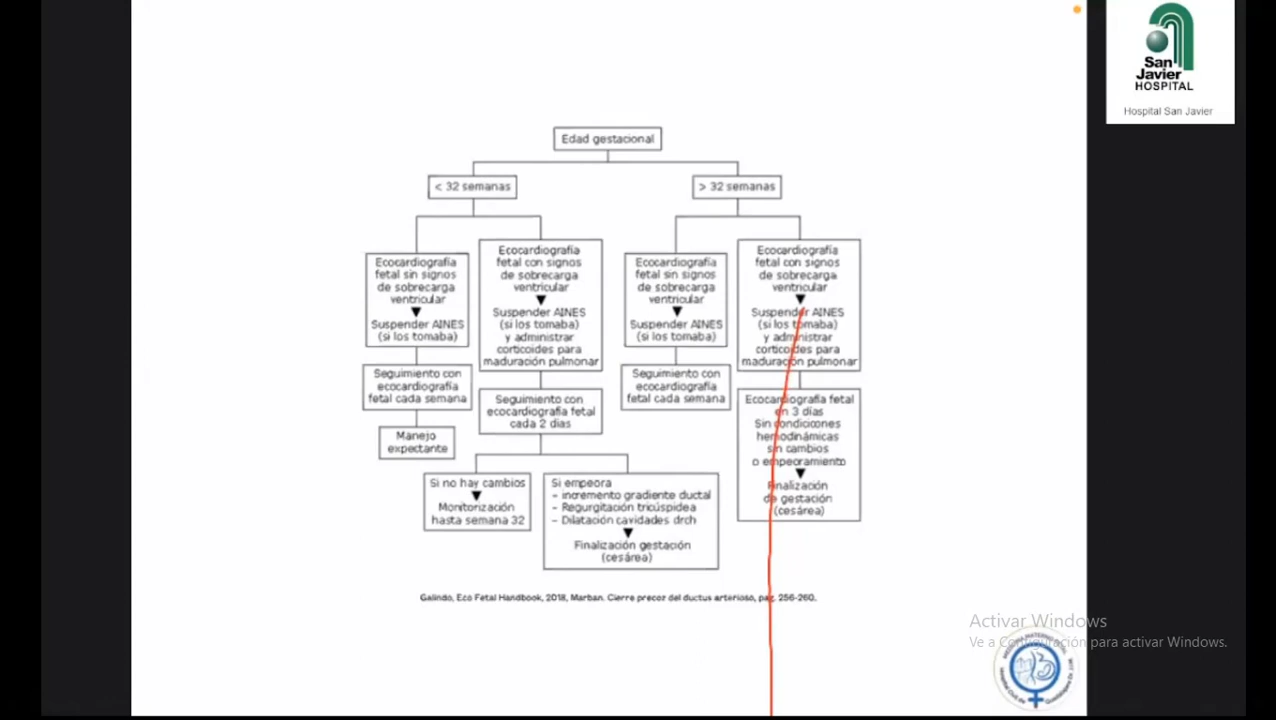 San
Javier
HOSPITAL
Hospital San Javier
Edad gestacional
< 32 semanas
> 32 semanas
Ecocardiografía
fetal sin signos
de sobrecarga
ventricular
Suspender AINES
(si los tomaba)
Seguimiento con
ecocardiografía
fetal cada semana
Manejo
expectante
Ecocardiografía
fetal con signos
de sobrecarga
ventricular
Suspender AINES
(si los tomaba)
y administrar
corticoides para
maduración pulmonar
Seguimiento con
ecocardiografía fetal
cada 2 días
Si no hay cambios
Monitorización
hasta semana 32
Si empeora
- incremento gradiente ductal
- Regurgitación tricúspidea
- Dilatación cavidades drch
Finalización gestación
(cesárea)
Ecocardiografía
fetal sin signos
de sobrecarga
ventricular
Suspender AINES
(si los tomaba)
Seguimiento con
ecocardiografía
fetal cada semana
Ecocardiografía
fetal con signos
de sobrecarga
ventricular
Suspender AINES
(si los tomaba)
y administrar
corticoides para
maduración pulmonar
Ecocardiografía fetal
en 3 días
Sin condiciones
hemodinámicas
sin cambios
o empeoramiento
Finalización
de gestación
(cesárea)
Galindo, Eco Fetal Handbook, 2018, Marban. Cierre precor del ductus arterioso, pag. 256-260.
Activar Windows
Ve a Configuración para activar Windows.